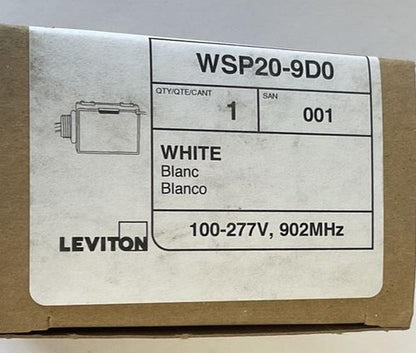 WSP20-9D0
QTY/QTE/CANT
1
SAN
001
WHITE
Blanc
Blanco
LEVITON
100-277V, 902MHz